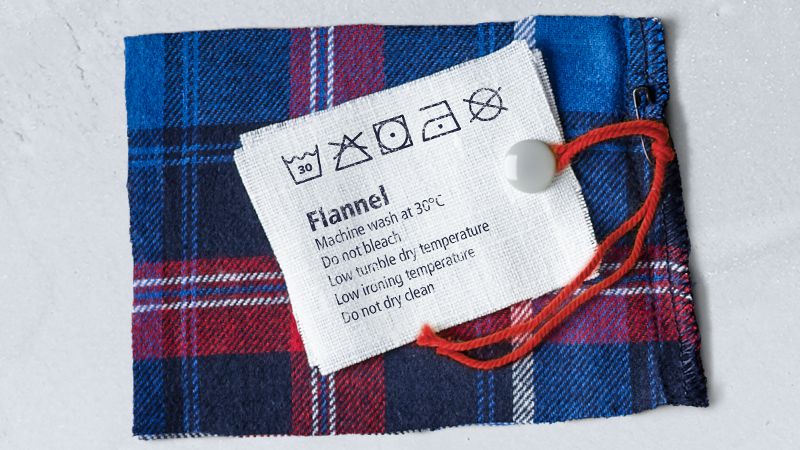 30
Flannel
Machine wash at 30°C
Do not bleach
Low tumble dry temperature
Low ironing temperature
Do not dry clean